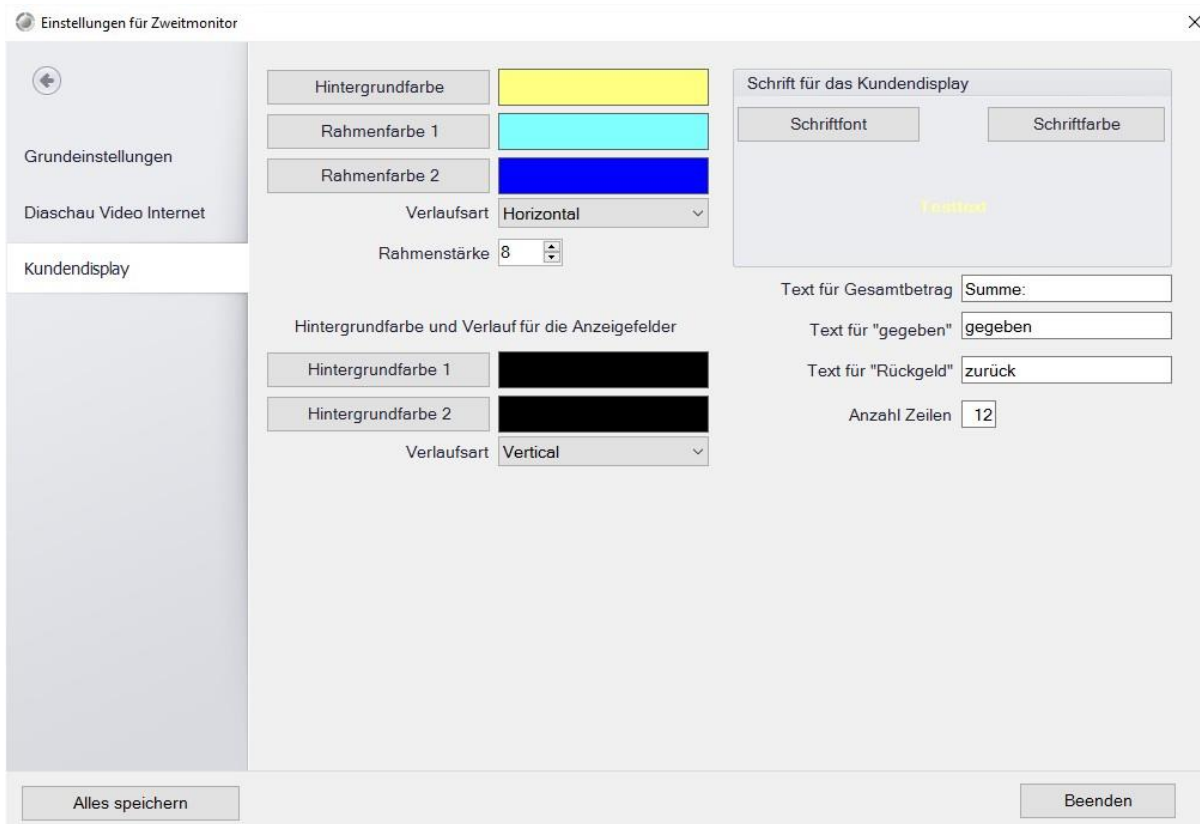 Einstellungen für Zweitmonitor
Grundeinstellungen
Diaschau Video Internet
Kundendisplay
Hintergrundfarbe
Rahmenfarbe 1
Rahmenfarbe 2
Verlaufsart Horizontal
Rahmenstärke 8
Hintergrundfarbe und Verlauf für die Anzeigefelder
Hintergrundfarbe 1
Hintergrundfarbe 2
Verlaufsart Vertical
Schrift für das Kundendisplay
Schriftfont Schriftfarbe
Testtext
Text für Gesamtbetrag Summe:
Text für "gegeben" gegeben
Text für "Rückgeld" zurück
Anzahl Zeilen 12
Alles speichern Beenden